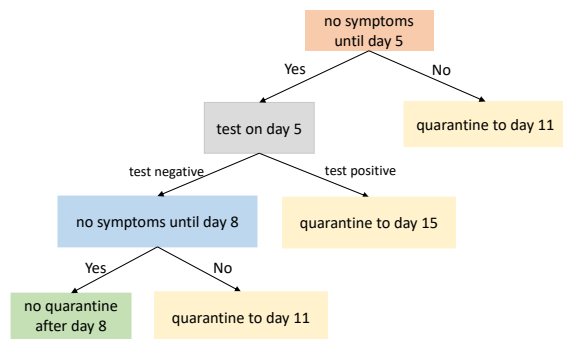 no symptoms
until day 5
Yes
No
test on day 5
quarantine to day 11
test negative
test positive
no symptoms until day 8
quarantine to day 15
Yes
No
no quarantine
after day 8
quarantine to day 11